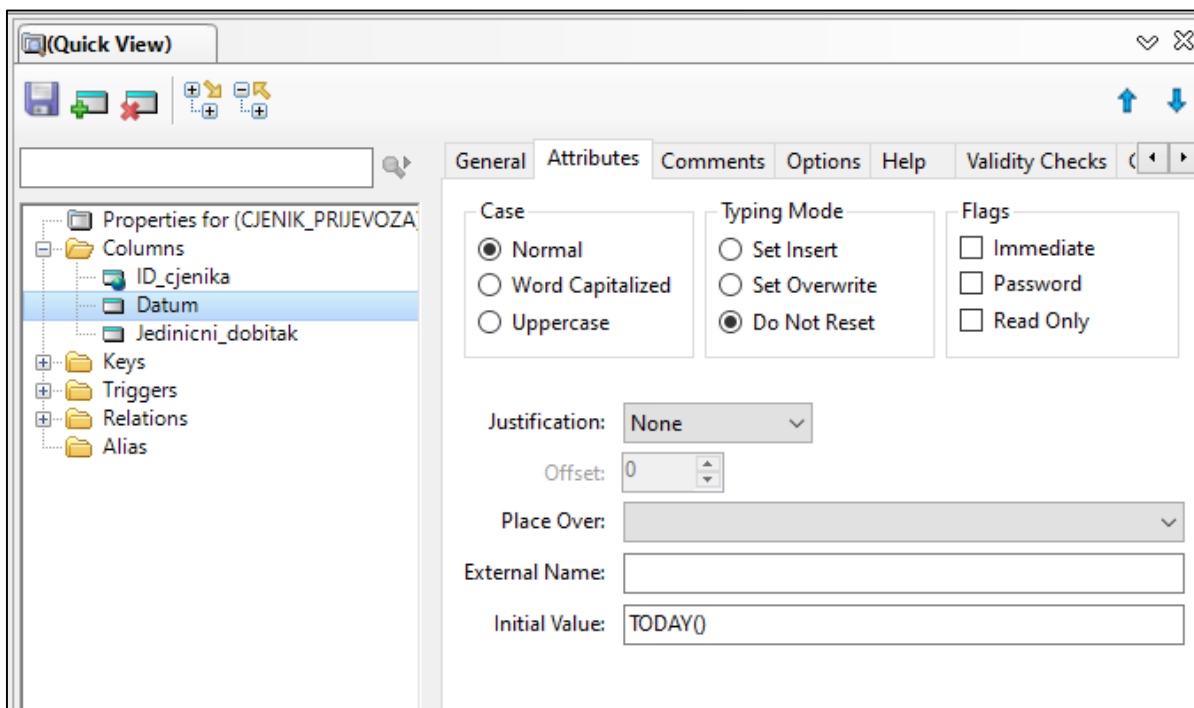 (Quick View)
General Attributes Comments Options Help Validity Checks
Properties for (CJENIK_PRIJEVOZA)
Columns
ID_cjenika
Datum
Jedinicni_dobitak
Keys
Triggers
Relations
Alias
Case
Normal
Word Capitalized
Uppercase
Typing Mode
Set Insert
Set Overwrite
Do Not Reset
Flags
Immediate
Password
Read Only
Justification: None
Offset: 0
Place Over:
External Name:
Initial Value: TODAY()